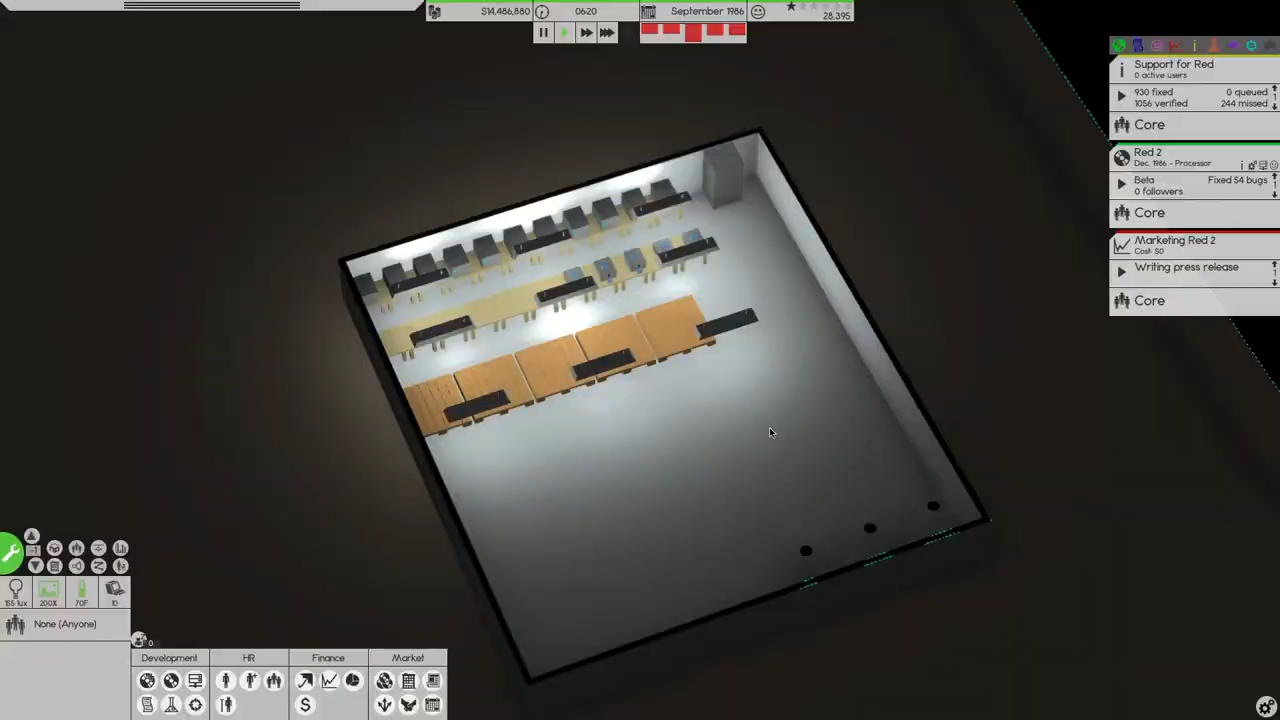 $14,486,880
06:20
September 1986
28,395
Support for Red
0 active users
930 fixed
0 queued
1056 verified
244 missed
Core
Red 2
Dec. 1986 - Processor
Beta
Fixed 54 bugs
0 followers
Core
Marketing Red 2
Cost: $0
Writing press release
Core
-1
155 lux
200%
70F
10
None (Anyone)
0
Development
HR
Finance
Market